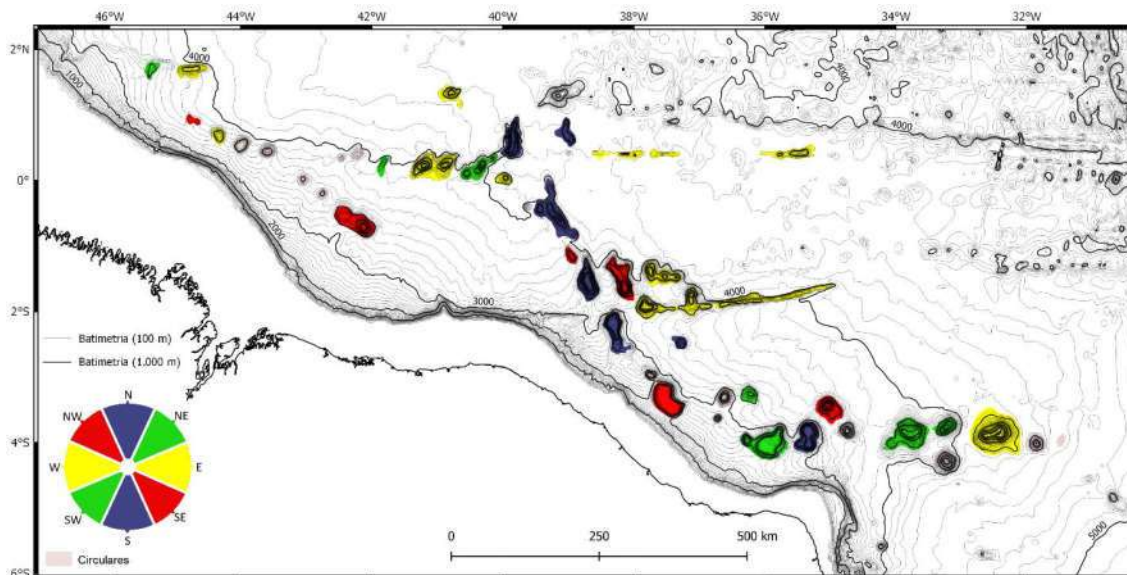 46°W 44°W 42°W 40°W 38°W 36°W 34°W 32°W
2°N
0°
2°S
4°S
6°S
1000
4000
4000
4000
2000
3000
4000
5000
Batimetria (100 m)
Batimetria (1.000 m)
N
NW NE
W E
SW SE
S
Circulares
0 250 500 km